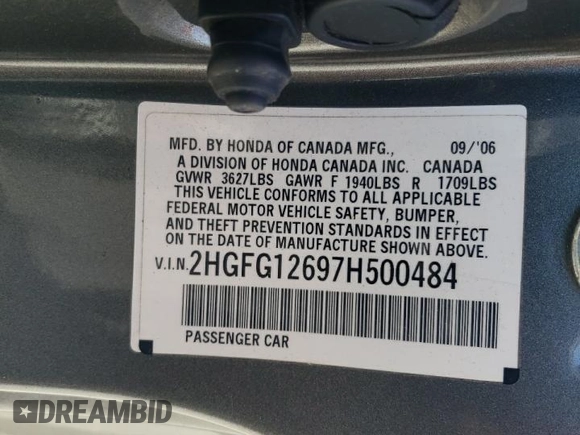 MFD. BY HONDA OF CANADA MFG., 09/'06
A DIVISION OF HONDA CANADA INC. CANADA
GVWR 3627LBS GAWR F 1940LBS R 1709LBS
THIS VEHICLE CONFORMS TO ALL APPLICABLE
FEDERAL MOTOR VEHICLE SAFETY, BUMPER,
AND THEFT PREVENTION STANDARDS IN EFFECT
ON THE DATE OF MANUFACTURE SHOWN ABOVE.
V.I.N. 2HGFG12697H500484
PASSENGER CAR
DREAMBID